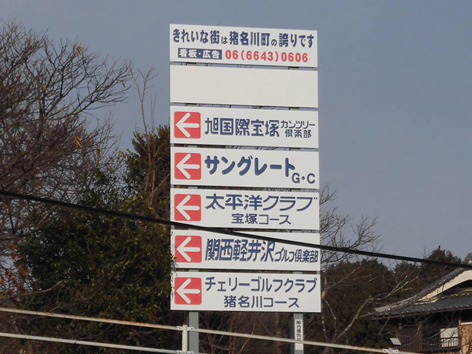 きれいな街は猪名川町の誇りです
看板・広告 06(6643)0606
旭国際宝塚カンツリー倶楽部
サングレートG・C
太平洋クラブ
宝塚コース
関西軽井沢ゴルフ倶楽部
チェリーゴルフクラブ
猪名川コース